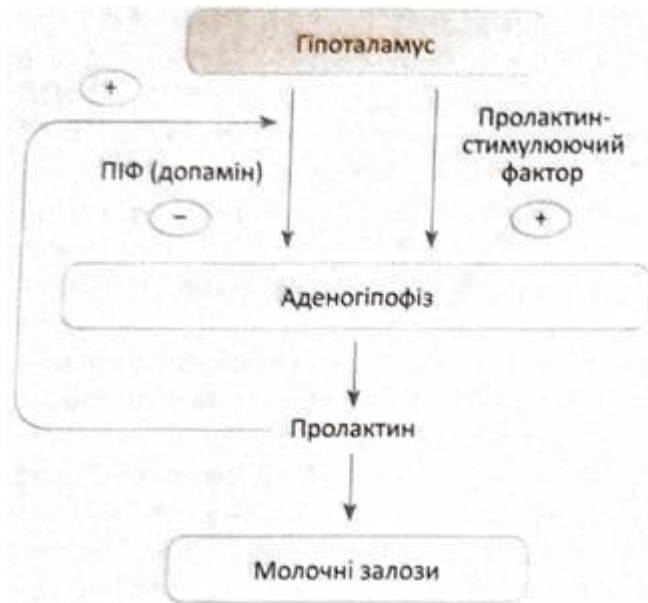 Гіпоталамус
+
Пролактин-
стимулюючий
фактор
ПІФ (допамін)
–
+
Аденогіпофіз
Пролактин
Молочні залози